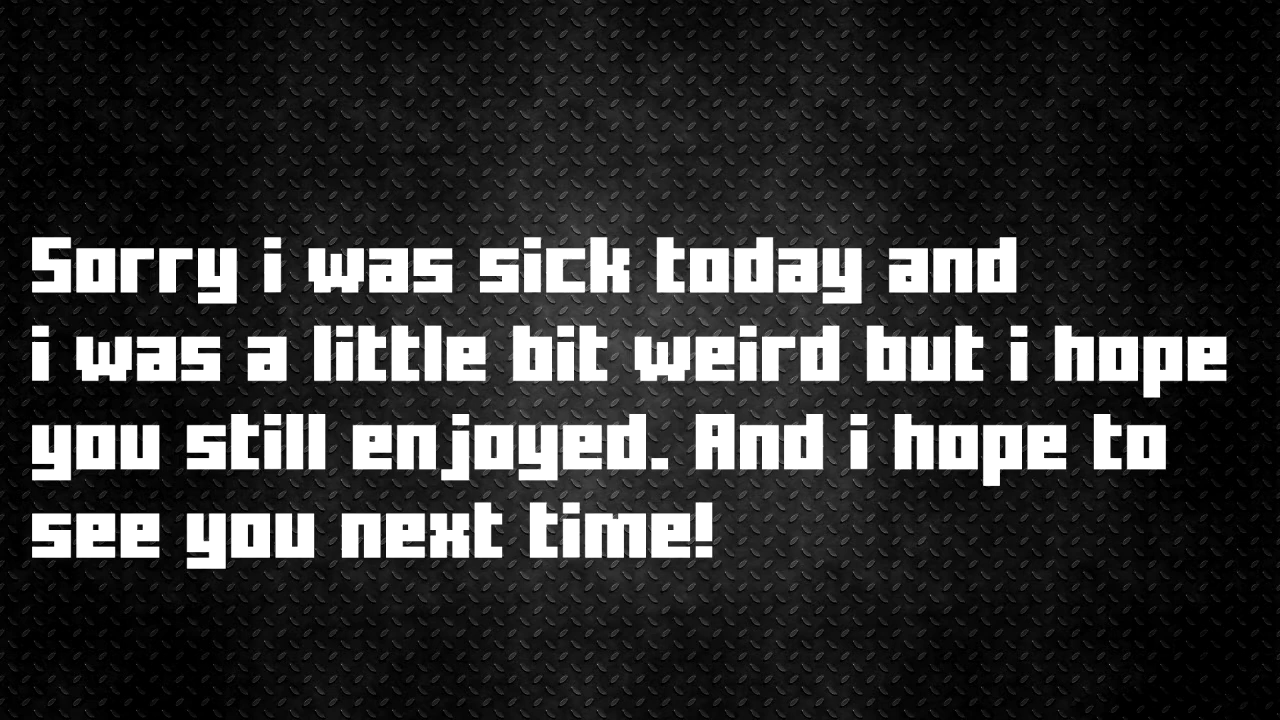 Sorry i was sick today and
i was a little bit weird but i hope
you still enjoyed. And i hope to
see you next time!